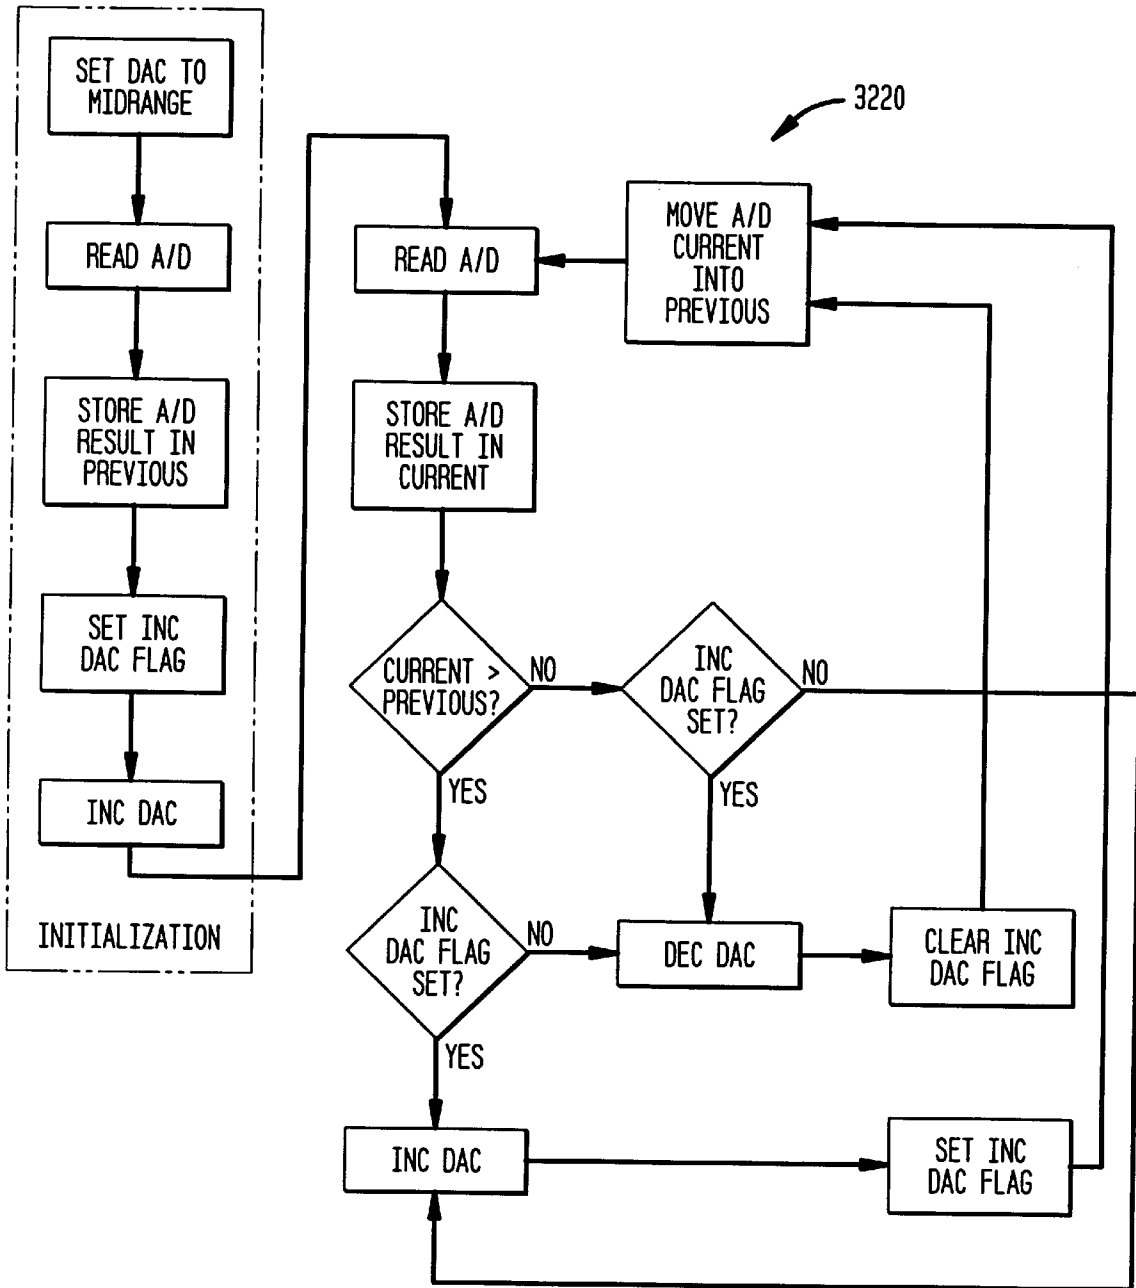 SET DAC TO
MIDRANGE
READ A/D
STORE A/D
RESULT IN
PREVIOUS
SET INC
DAC FLAG
INC DAC
INITIALIZATION
3220
READ A/D
MOVE A/D
CURRENT
INTO
PREVIOUS
STORE A/D
RESULT IN
CURRENT
CURRENT >
PREVIOUS?
NO
YES
INC
DAC FLAG
SET?
NO
YES
INC
DAC FLAG
SET?
NO
YES
DEC DAC
CLEAR INC
DAC FLAG
INC DAC
SET INC
DAC FLAG